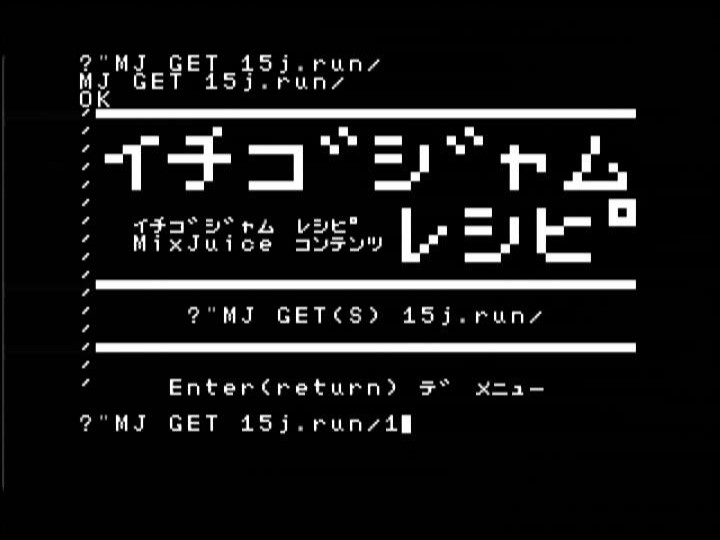 ?"MJ GET 15j.run/
MJ GET 15j.run/
OK
イチゴジャム
レシピ
イチゴジャム レシピ
MixJuice コンテンツ
?"MJ GET(S) 15j.run/
Enter(return) デ メニュー
?"MJ GET 15j.run/1